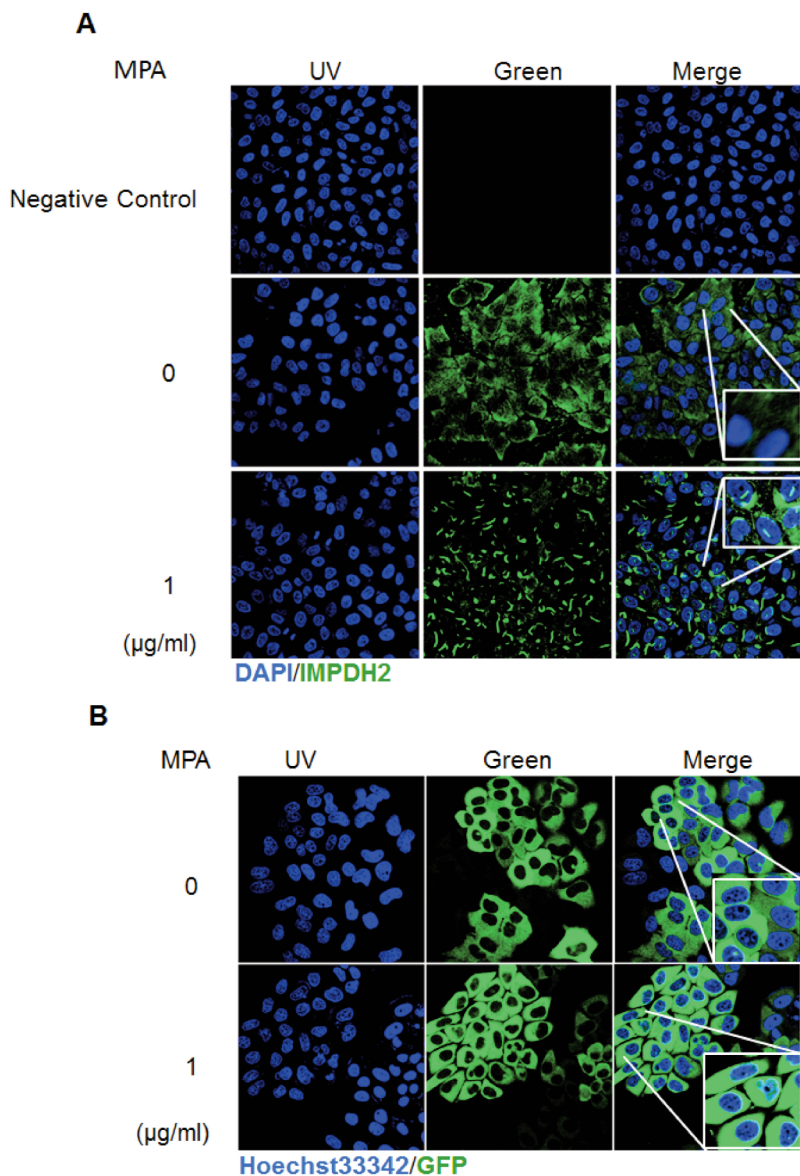 A
MPA UV Green Merge
Negative Control
0
1
(µg/ml)
DAPI/IMPDH2
B
MPA UV Green Merge
0
1
(µg/ml)
Hoechst33342/GFP